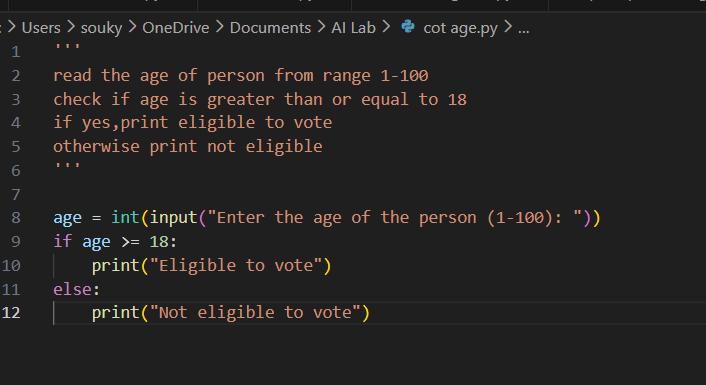 : > Users > souky > OneDrive > Documents > AI Lab > cot age.py > ...
1 '''
2 read the age of person from range 1-100
3 check if age is greater than or equal to 18
4 if yes,print eligible to vote
5 otherwise print not eligible
6 '''
7
8 age = int(input("Enter the age of the person (1-100): "))
9 if age >= 18:
10     print("Eligible to vote")
11 else:
12     print("Not eligible to vote")